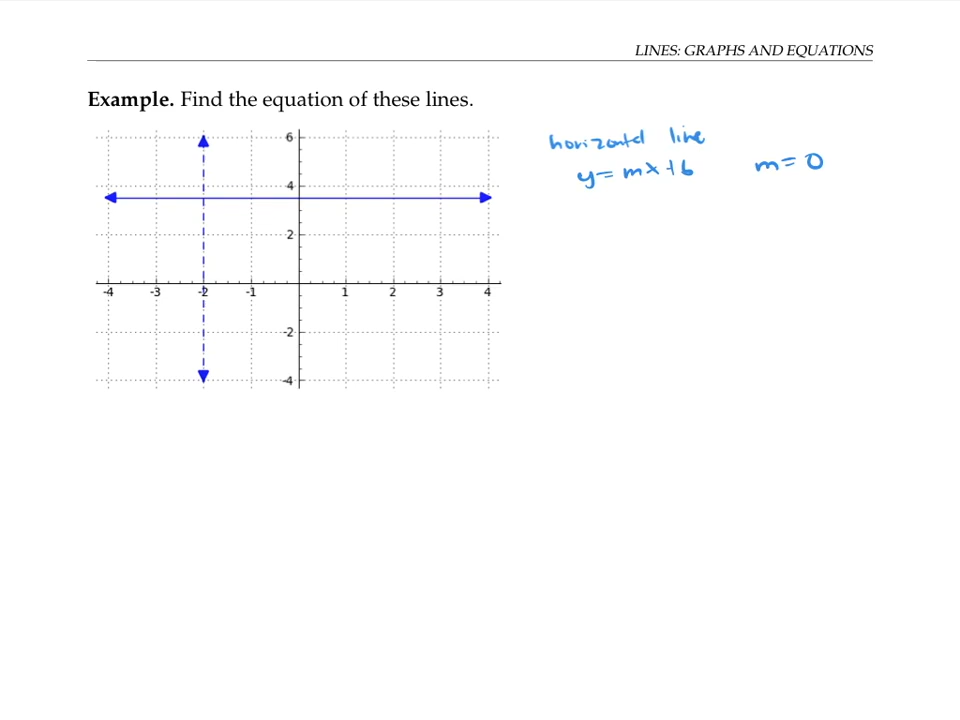 LINES: GRAPHS AND EQUATIONS
Example. Find the equation of these lines.
horizontal line
y = mx + b m = 0
6
4
2
-4 -3 -2 -1 1 2 3 4
-2
-4